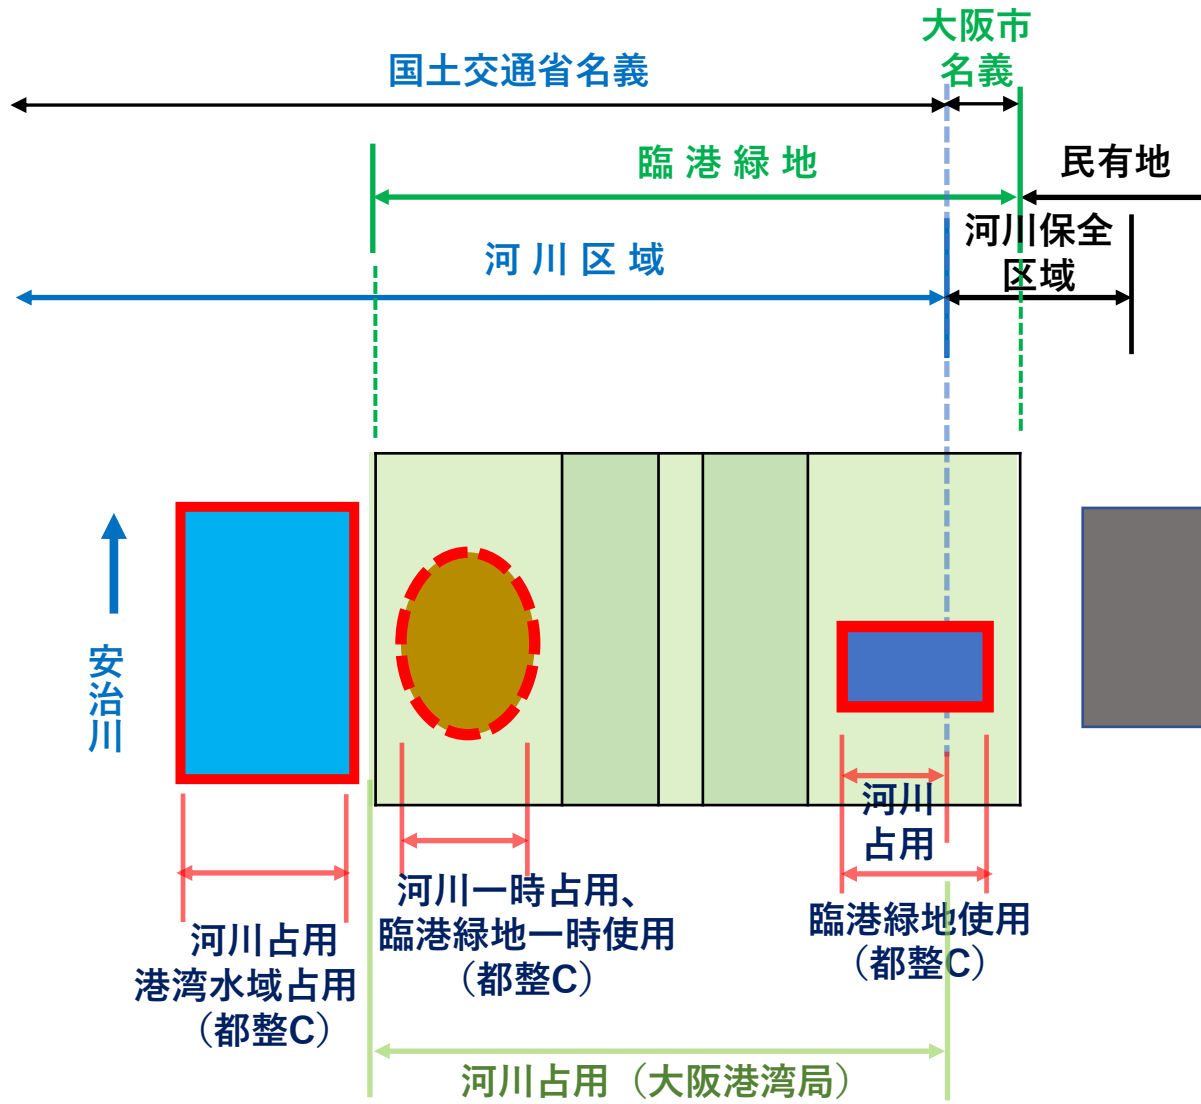 大阪市
名義
国土交通省名義
臨港緑地
民有地
河川保全
区域
河川区域
安治川
河川
占用
河川一時占用、
臨港緑地一時使用
（都整C）
臨港緑地使用
（都整C）
河川占用
港湾水域占用
（都整C）
河川占用（大阪港湾局）